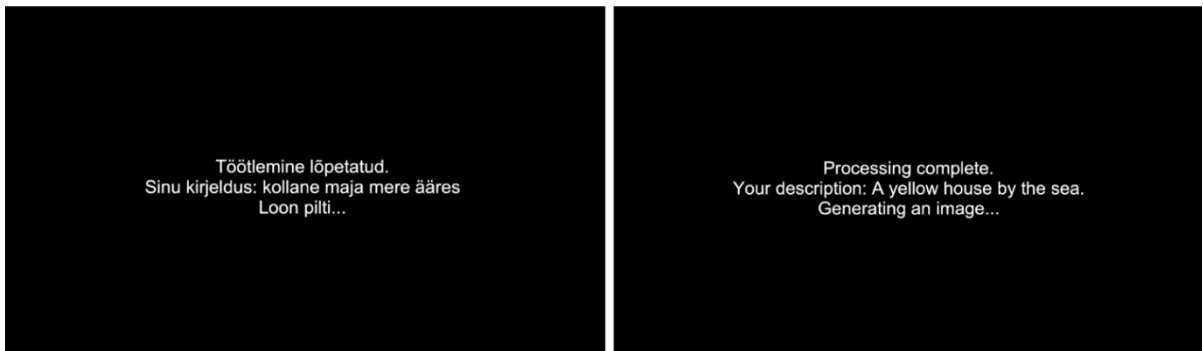 Töötlemine lõpetatud.
Sinu kirjeldus: kollane maja mere ääres
Loon pilti...
Processing complete.
Your description: A yellow house by the sea.
Generating an image...